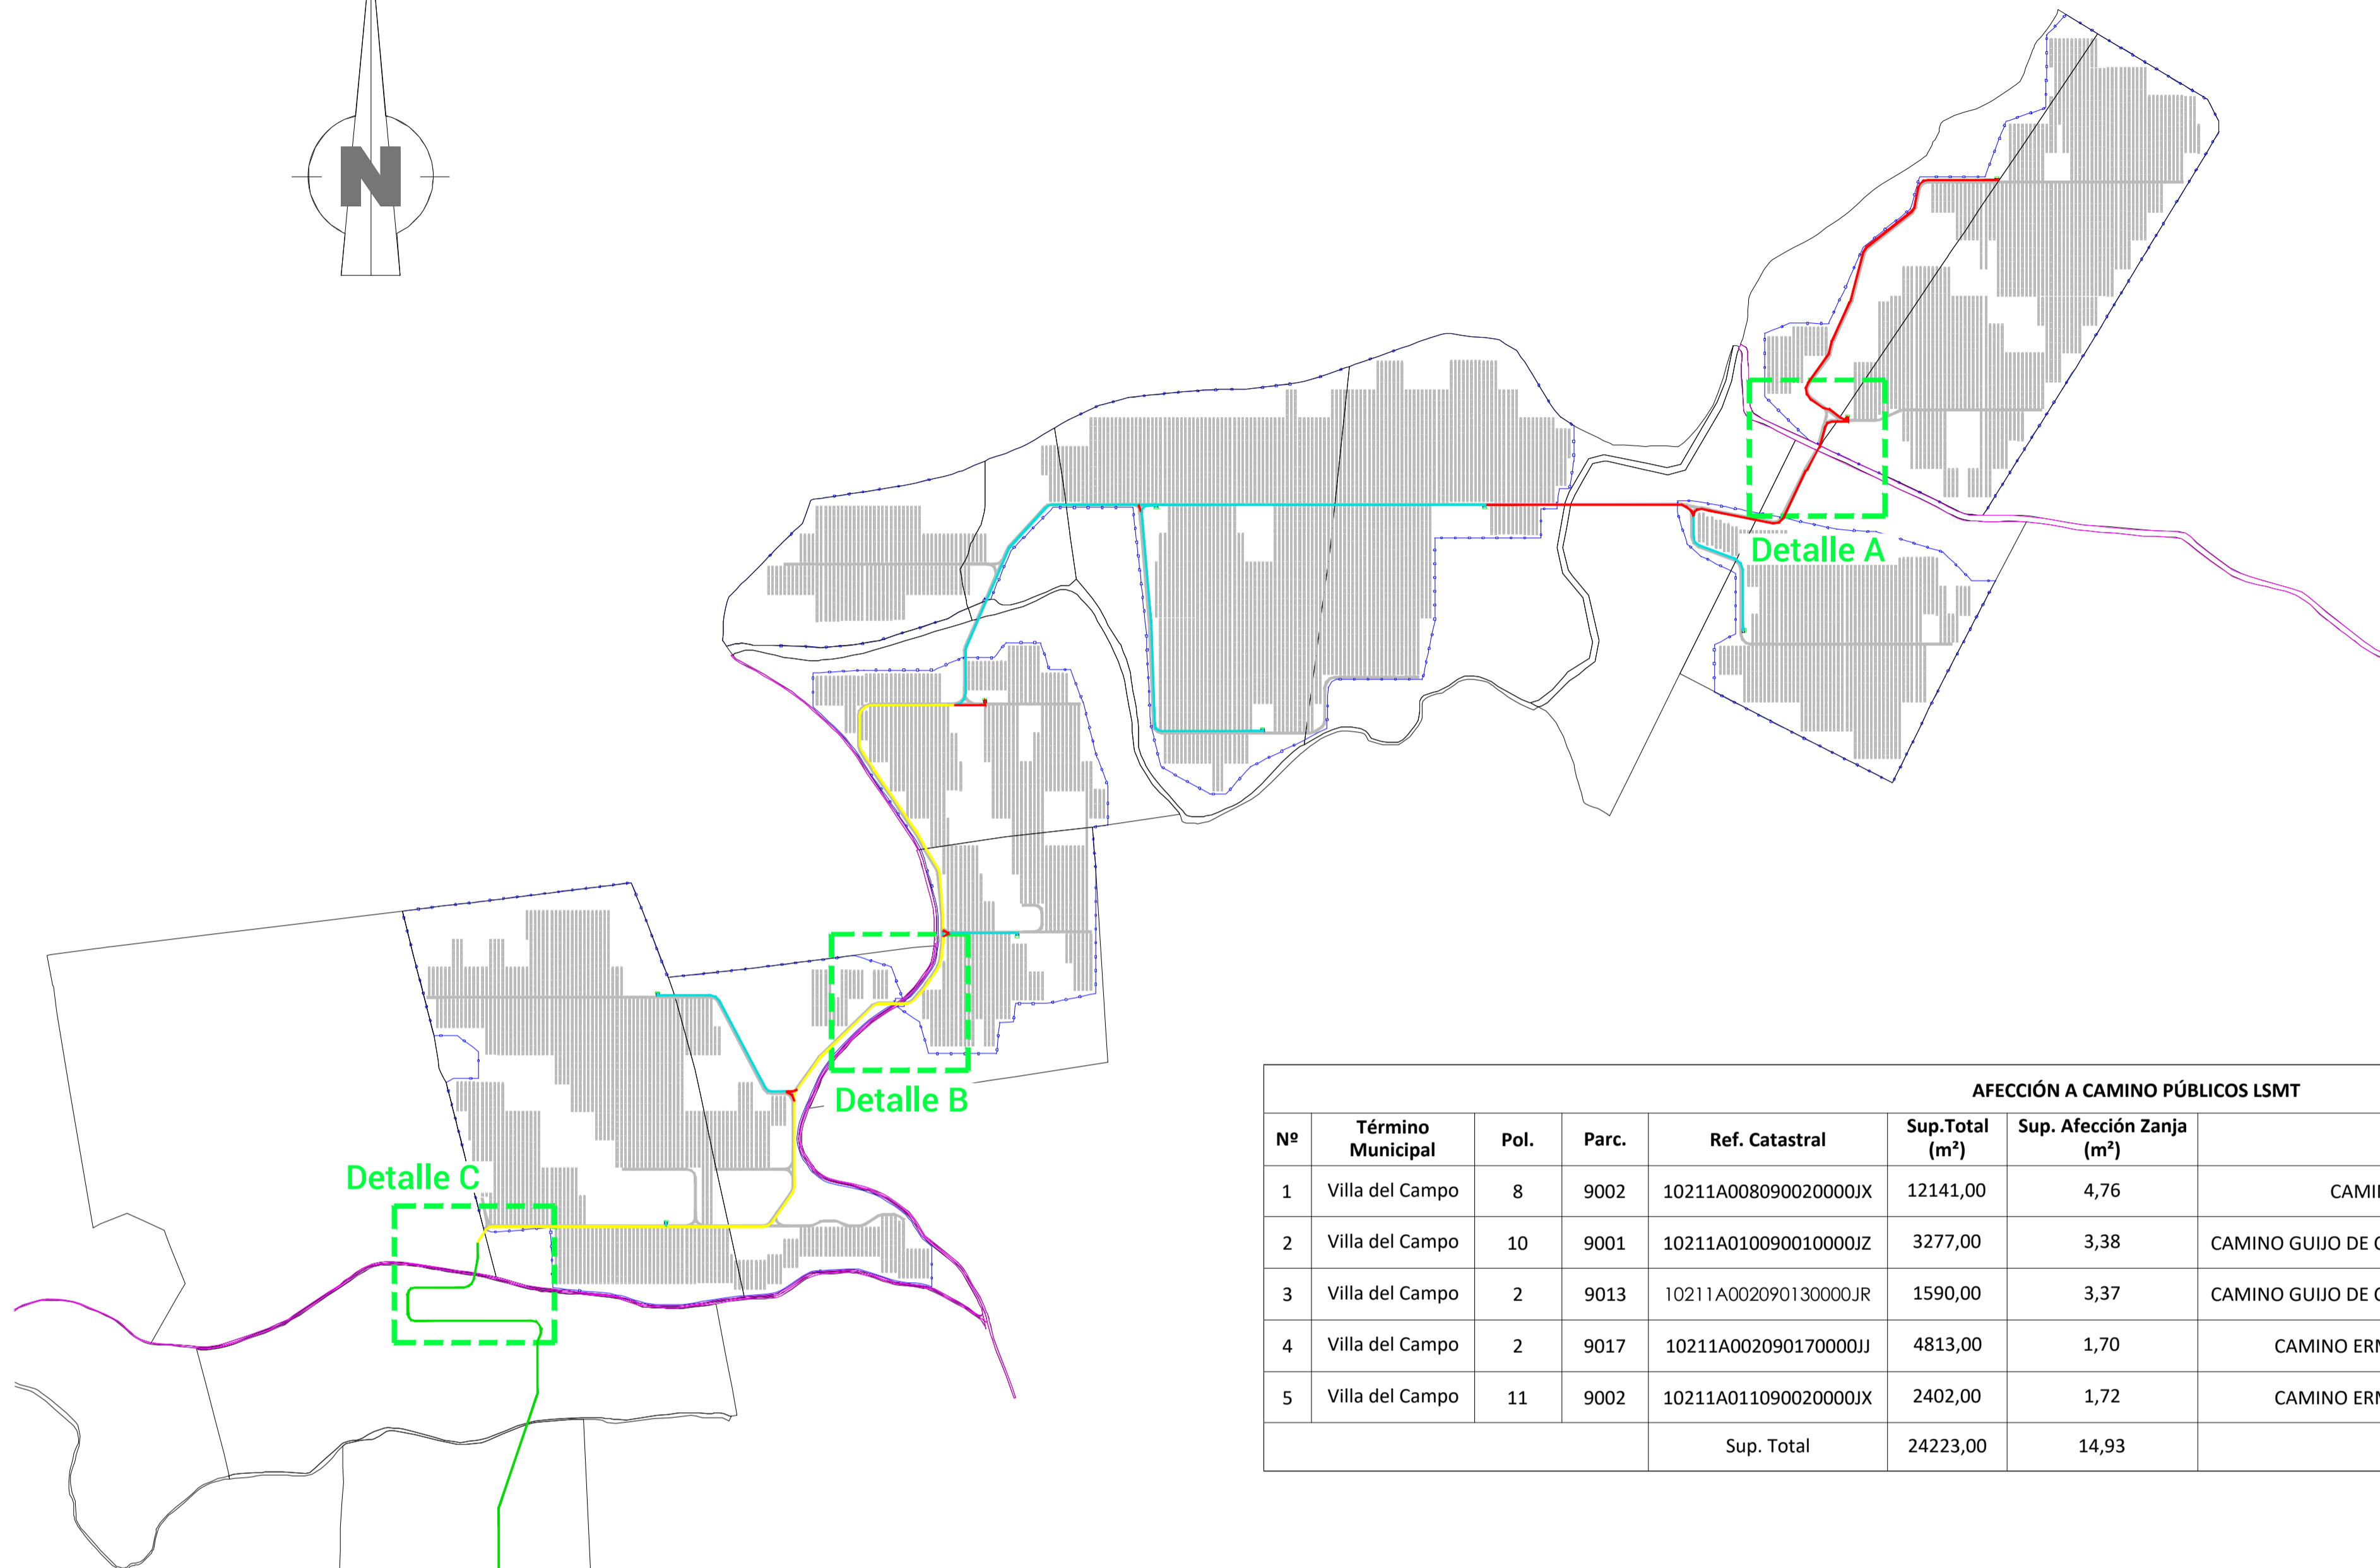 N
Detalle A
Detalle B
Detalle C
AFECCIÓN A CAMINO PÚBLICOS LSMT
Nº Término Municipal Pol. Parc. Ref. Catastral Sup.Total (m²) Sup. Afección Zanja (m²)
1 Villa del Campo 8 9002 10211A008090020000JX 12141,00 4,76
2 Villa del Campo 10 9001 10211A010090010000JZ 3277,00 3,38 CAMINO GUIJO DE
3 Villa del Campo 2 9013 10211A002090130000JR 1590,00 3,37 CAMINO GUIJO DE
4 Villa del Campo 2 9017 10211A002090170000JJ 4813,00 1,70 CAMINO
5 Villa del Campo 11 9002 10211A011090020000JX 2402,00 1,72 CAMINO
Sup. Total 24223,00 14,93